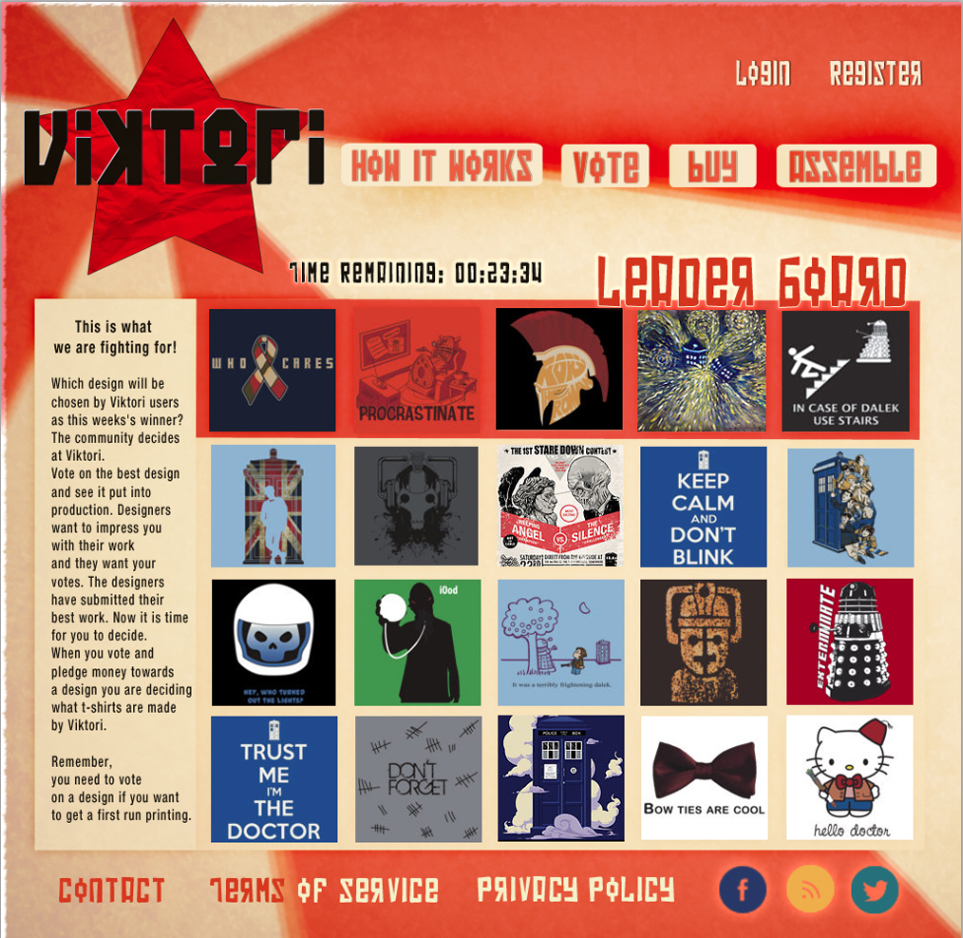 LOGIN REGISTER
VIKTORI
HOW IT WORKS VOTE BUY ASSEMBLE
TIME REMAINING: 00:23:34
LEADER BOARD
This is what
we are fighting for!
Which design will be
chosen by Viktori users
as this weeks's winner?
The community decides
at Viktori.
Vote on the best design
and see it put into
production. Designers
want to impress you
with their work
and they want your
votes. The designers
have submitted their
best work. Now it is time
for you to decide.
When you vote and
pledge money towards
a design you are deciding
what t-shirts are made
by Viktori.
Remember,
you need to vote
on a design if you want
to get a first run printing.
WHO CARES
PROCRASTINATE
IN CASE OF DALEK
USE STAIRS
THE 1ST STARE DOWN CONTEST
WEEPING
ANGEL
VS.
THE
SILENCE
KEEP
CALM
AND
DON'T
BLINK
HEY, WHO TURNED
OUT THE LIGHTS?
iOod
It was a terribly frightening dalek.
EXTERMINATE
TRUST
ME
I'M
THE
DOCTOR
DON'T
FORGET
POLICE BOX
BOW TIES ARE COOL
hello doctor
CONTACT TERMS OF SERVICE PRIVACY POLICY